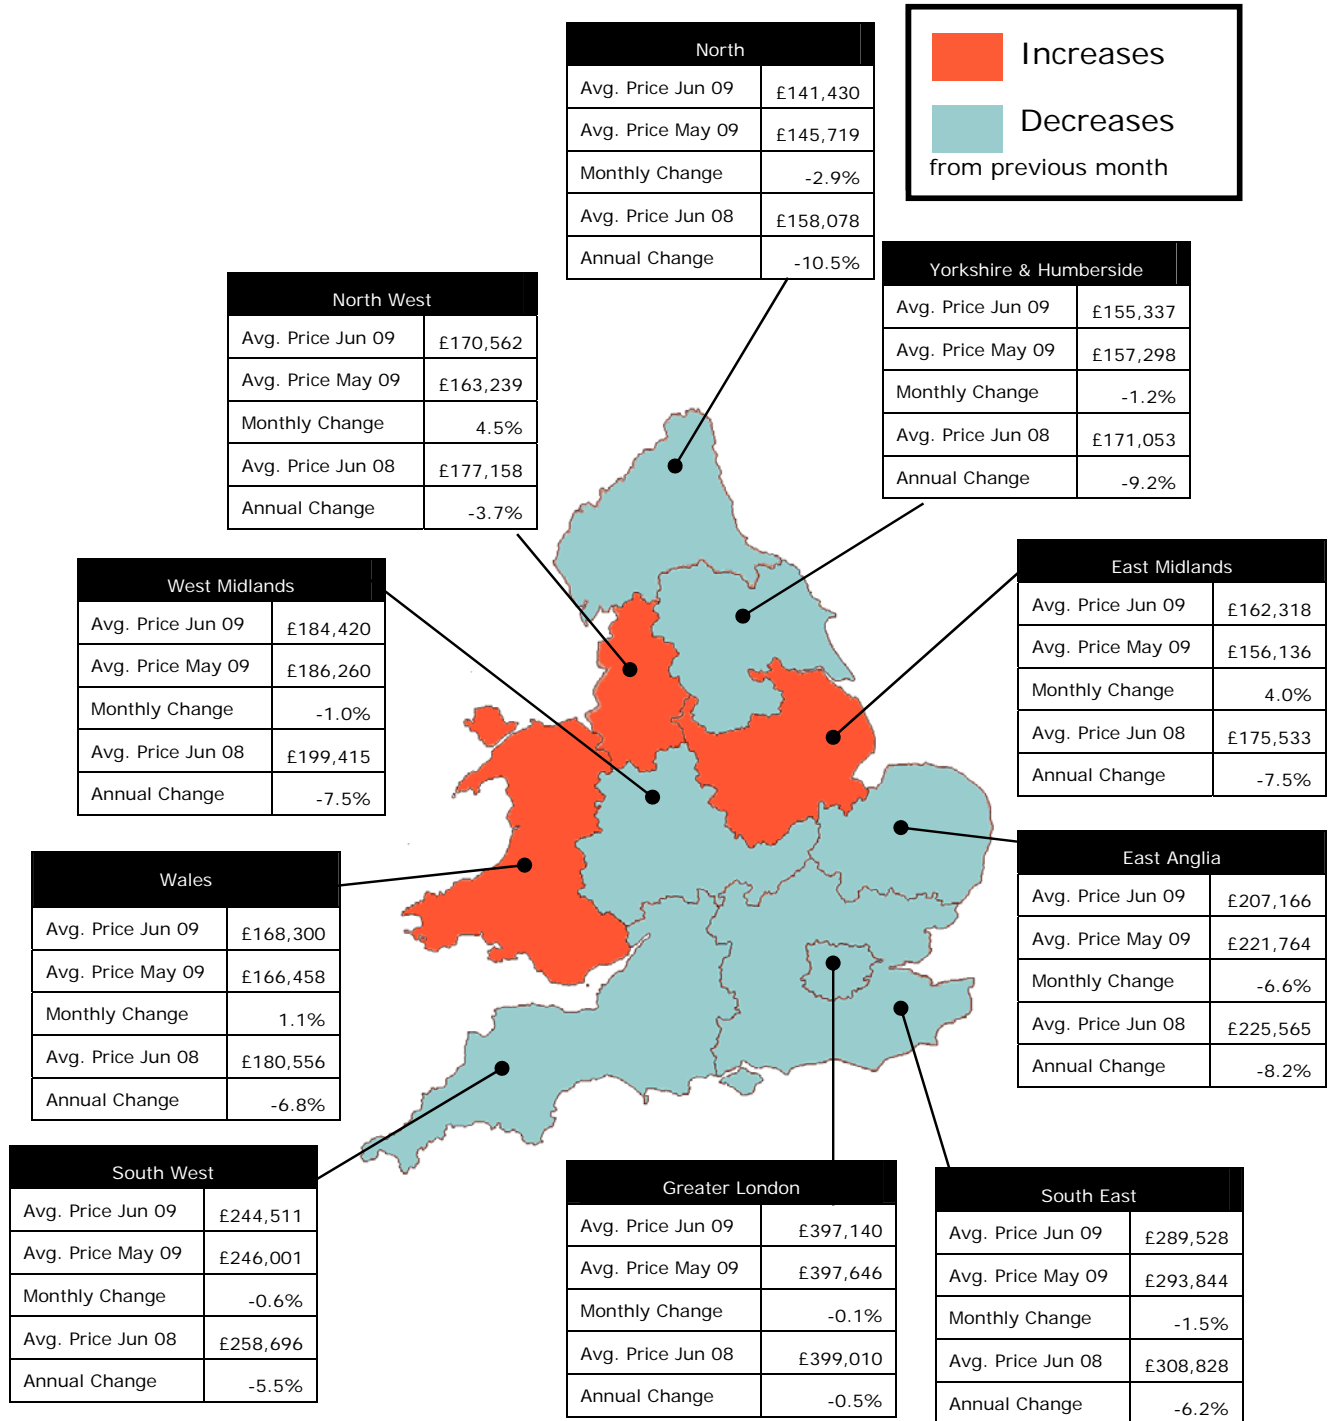 North
Avg. Price Jun 09 £141,430
Avg. Price May 09 £145,719
Monthly Change -2.9%
Avg. Price Jun 08 £158,078
Annual Change -10.5%
Increases
Decreases
from previous month
Yorkshire & Humberside
Avg. Price Jun 09 £155,337
Avg. Price May 09 £157,298
Monthly Change -1.2%
Avg. Price Jun 08 £171,053
Annual Change -9.2%
North West
Avg. Price Jun 09 £170,562
Avg. Price May 09 £163,239
Monthly Change 4.5%
Avg. Price Jun 08 £177,158
Annual Change -3.7%
West Midlands
Avg. Price Jun 09 £184,420
Avg. Price May 09 £186,260
Monthly Change -1.0%
Avg. Price Jun 08 £199,415
Annual Change -7.5%
East Midlands
Avg. Price Jun 09 £162,318
Avg. Price May 09 £156,136
Monthly Change 4.0%
Avg. Price Jun 08 £175,533
Annual Change -7.5%
Wales
Avg. Price Jun 09 £168,300
Avg. Price May 09 £166,458
Monthly Change 1.1%
Avg. Price Jun 08 £180,556
Annual Change -6.8%
East Anglia
Avg. Price Jun 09 £207,166
Avg. Price May 09 £221,764
Monthly Change -6.6%
Avg. Price Jun 08 £225,565
Annual Change -8.2%
South West
Avg. Price Jun 09 £244,511
Avg. Price May 09 £246,001
Monthly Change -0.6%
Avg. Price Jun 08 £258,696
Annual Change -5.5%
Greater London
Avg. Price Jun 09 £397,140
Avg. Price May 09 £397,646
Monthly Change -0.1%
Avg. Price Jun 08 £399,010
Annual Change -0.5%
South East
Avg. Price Jun 09 £289,528
Avg. Price May 09 £293,844
Monthly Change -1.5%
Avg. Price Jun 08 £308,828
Annual Change -6.2%